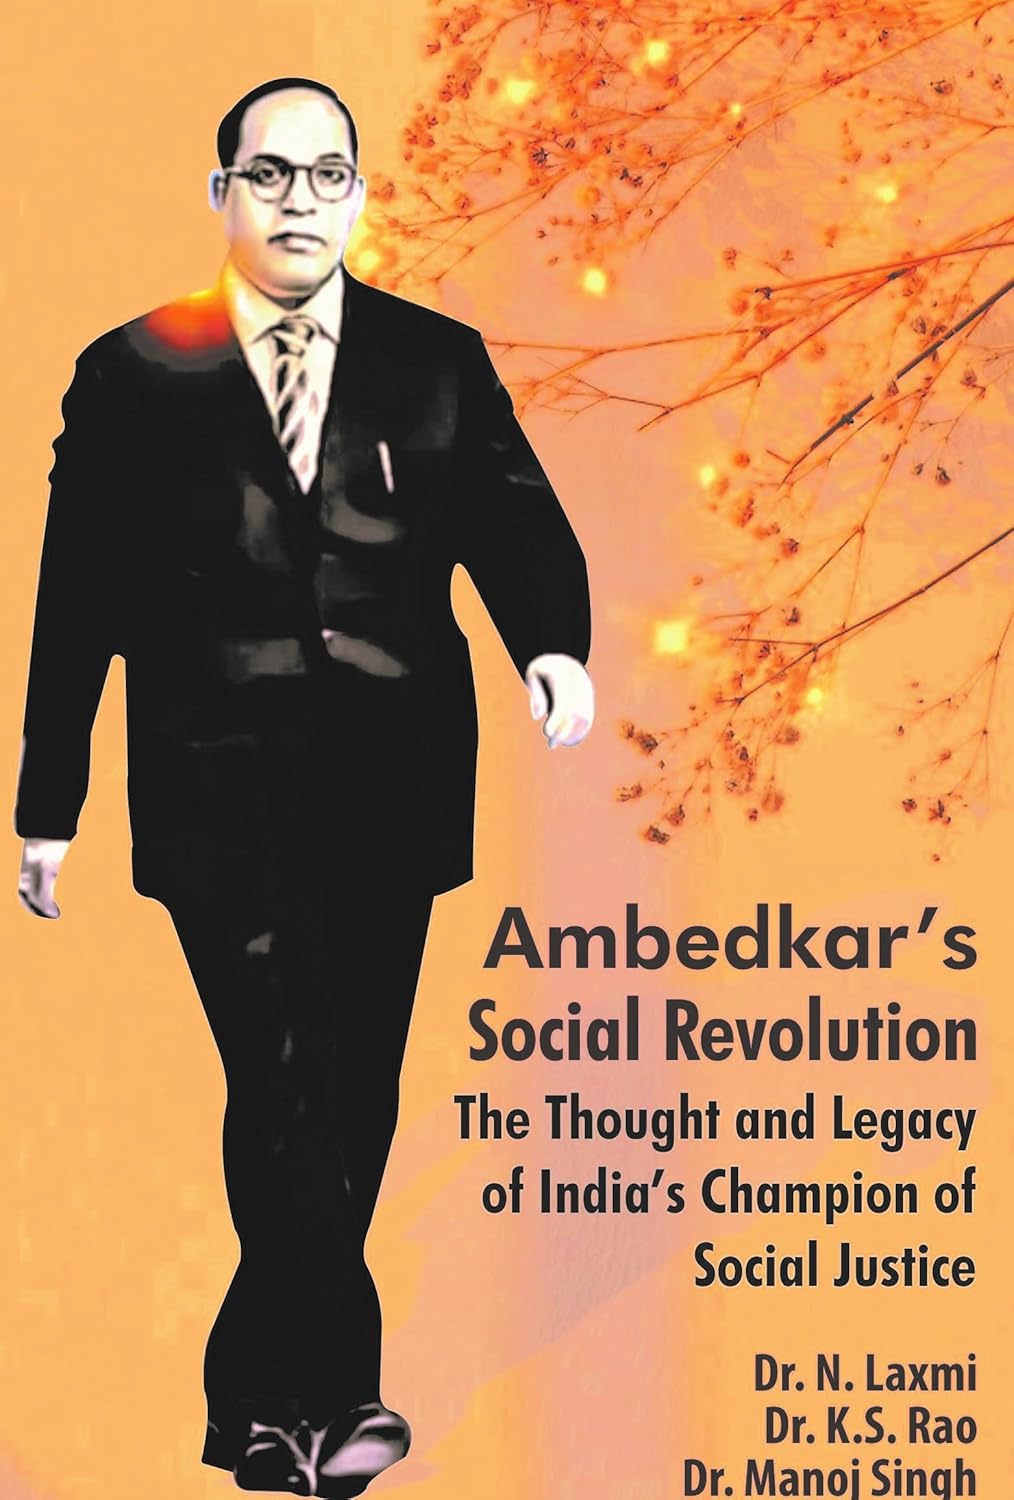 Ambedkar’s
Social Revolution
The Thought and Legacy
of India’s Champion of
Social Justice
Dr. N. Laxmi
Dr. K.S. Rao
Dr. Manoj Singh